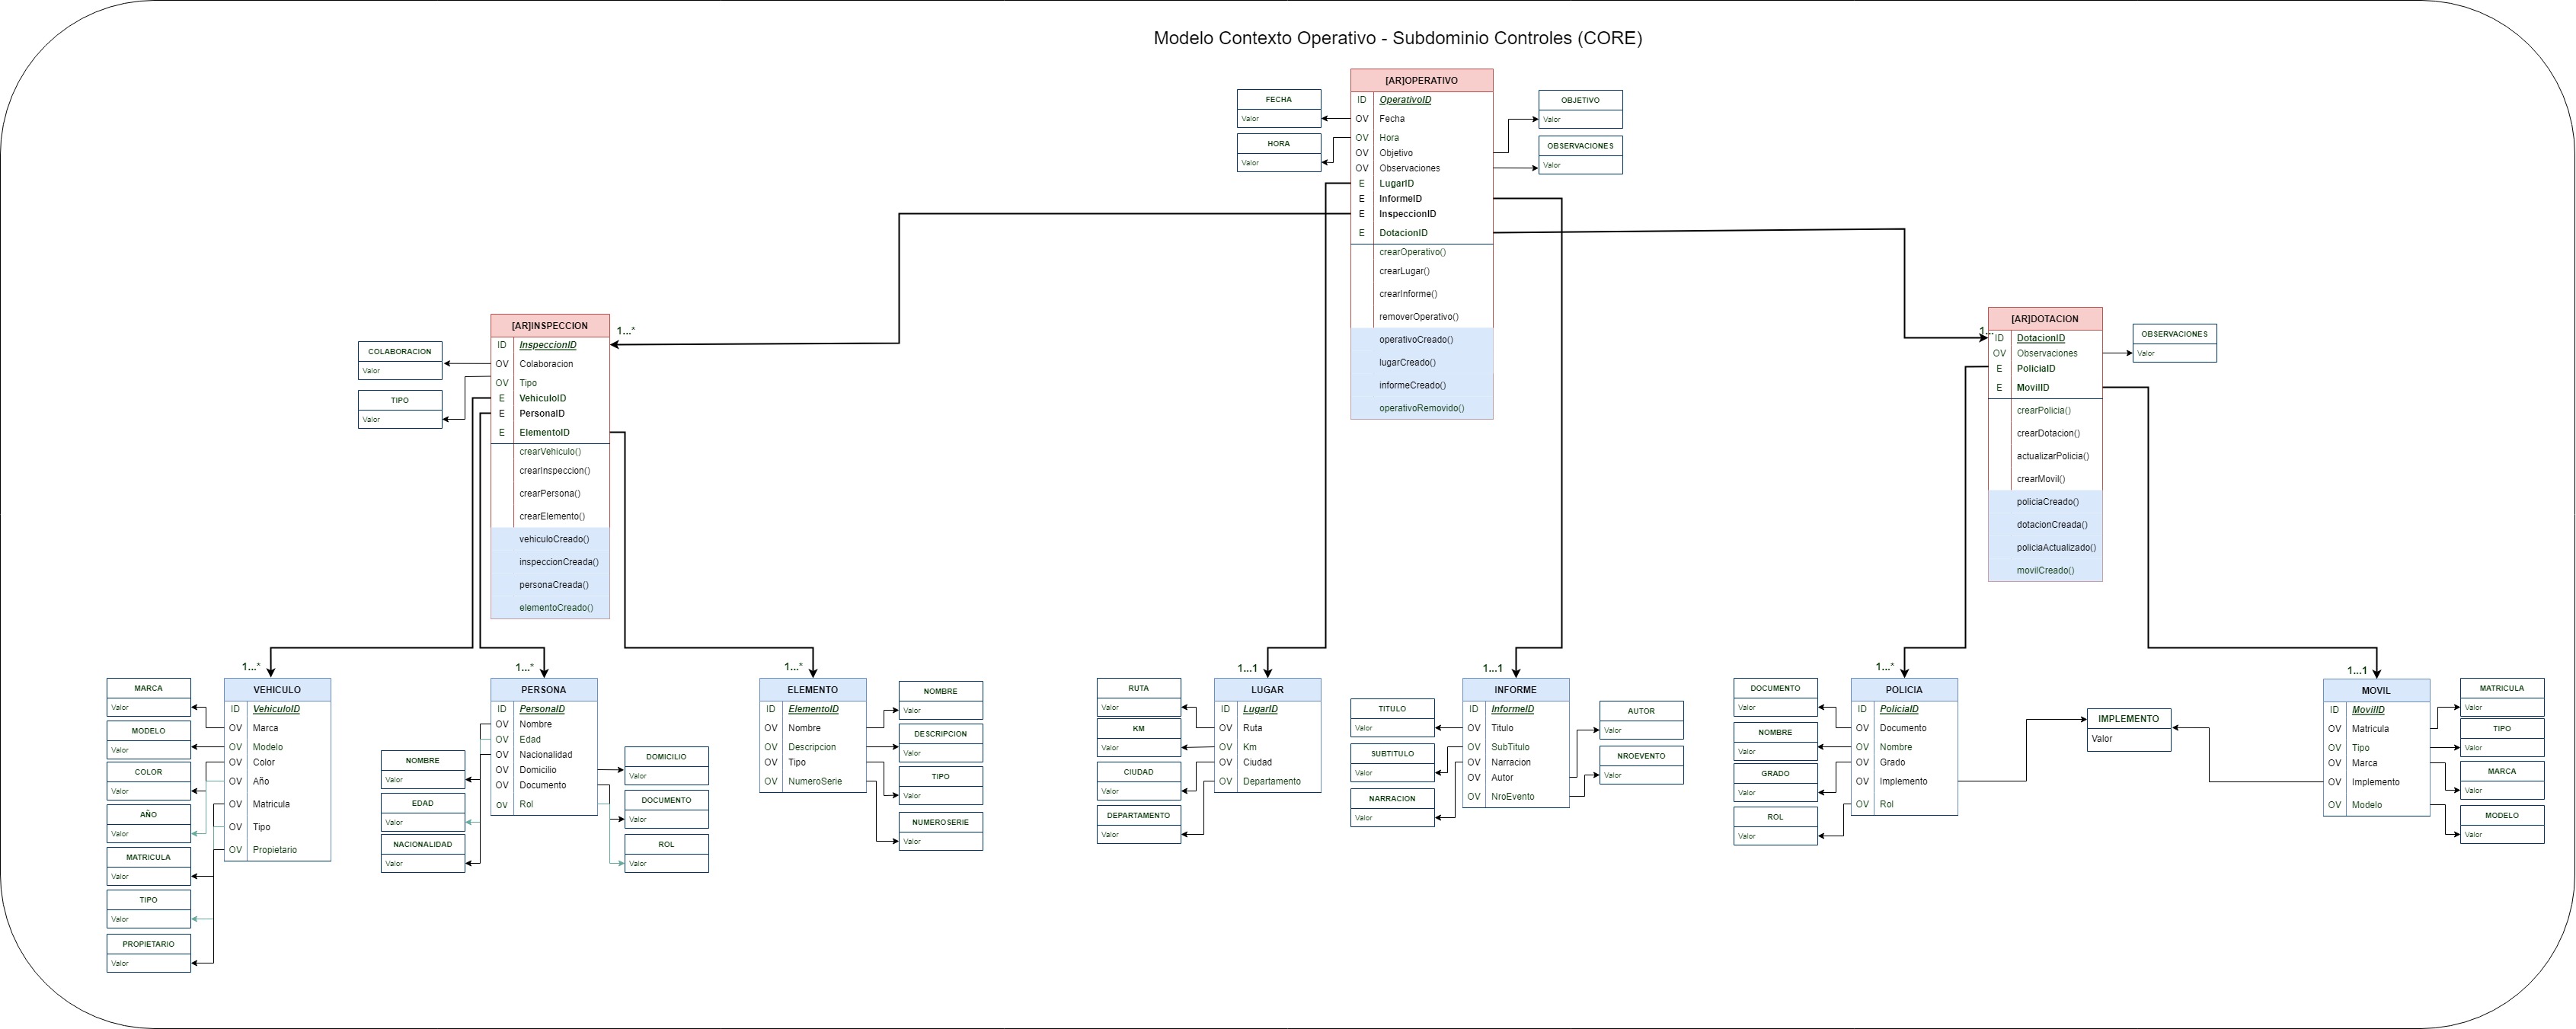 Modelo Contexto Operativo - Subdominio Controles (CORE)
[AR]OPERATIVO
ID OperativoID
OV Fecha
OV Hora
OV Objetivo
OV Observaciones
E LugarID
E InformeID
E InspeccionID
E DotacionID
crearOperativo()
crearLugar()
crearInforme()
removerOperativo()
operativoCreado()
lugarCreado()
informeCreado()
operativoRemovido()
FECHA
Valor
HORA
Valor
OBJETIVO
Valor
OBSERVACIONES
Valor
1...*
[AR]INSPECCION
ID InspeccionID
OV Colaboracion
OV Tipo
E VehiculoID
E PersonaID
E ElementoID
crearVehiculo()
crearInspeccion()
crearPersona()
crearElemento()
vehiculoCreado()
inspeccionCreada()
personaCreada()
elementoCreado()
COLABORACION
Valor
TIPO
Valor
1...
[AR]DOTACION
ID DotacionID
OV Observaciones
E PoliciaID
E MovilID
crearPolicia()
crearDotacion()
actualizarPolicia()
crearMovil()
policiaCreado()
dotacionCreada()
policiaActualizado()
movilCreado()
OBSERVACIONES
Valor
1...*
VEHICULO
ID VehiculoID
OV Marca
OV Modelo
OV Color
OV Año
OV Matricula
OV Tipo
OV Propietario
MARCA
Valor
MODELO
Valor
COLOR
Valor
AÑO
Valor
MATRICULA
Valor
TIPO
Valor
PROPIETARIO
Valor
1...*
PERSONA
ID PersonaID
OV Nombre
OV Edad
OV Nacionalidad
OV Domicilio
OV Documento
OV Rol
NOMBRE
Valor
EDAD
Valor
NACIONALIDAD
Valor
DOMICILIO
Valor
DOCUMENTO
Valor
ROL
Valor
1...*
ELEMENTO
ID ElementoID
OV Nombre
OV Descripcion
OV Tipo
OV NumeroSerie
NOMBRE
Valor
DESCRIPCION
Valor
TIPO
Valor
NUMEROSERIE
Valor
1...1
LUGAR
ID LugarID
OV Ruta
OV Km
OV Ciudad
OV Departamento
RUTA
Valor
KM
Valor
CIUDAD
Valor
DEPARTAMENTO
Valor
1...1
INFORME
ID InformeID
OV Titulo
OV SubTitulo
OV Narracion
OV Autor
OV NroEvento
TITULO
Valor
SUBTITULO
Valor
NARRACION
Valor
AUTOR
Valor
NROEVENTO
Valor
1...*
POLICIA
ID PoliciaID
OV Documento
OV Nombre
OV Grado
OV Implemento
OV Rol
DOCUMENTO
Valor
NOMBRE
Valor
GRADO
Valor
ROL
Valor
IMPLEMENTO
Valor
1...1
MOVIL
ID MovilID
OV Matricula
OV Tipo
OV Marca
OV Implemento
OV Modelo
MATRICULA
Valor
TIPO
Valor
MARCA
Valor
MODELO
Valor